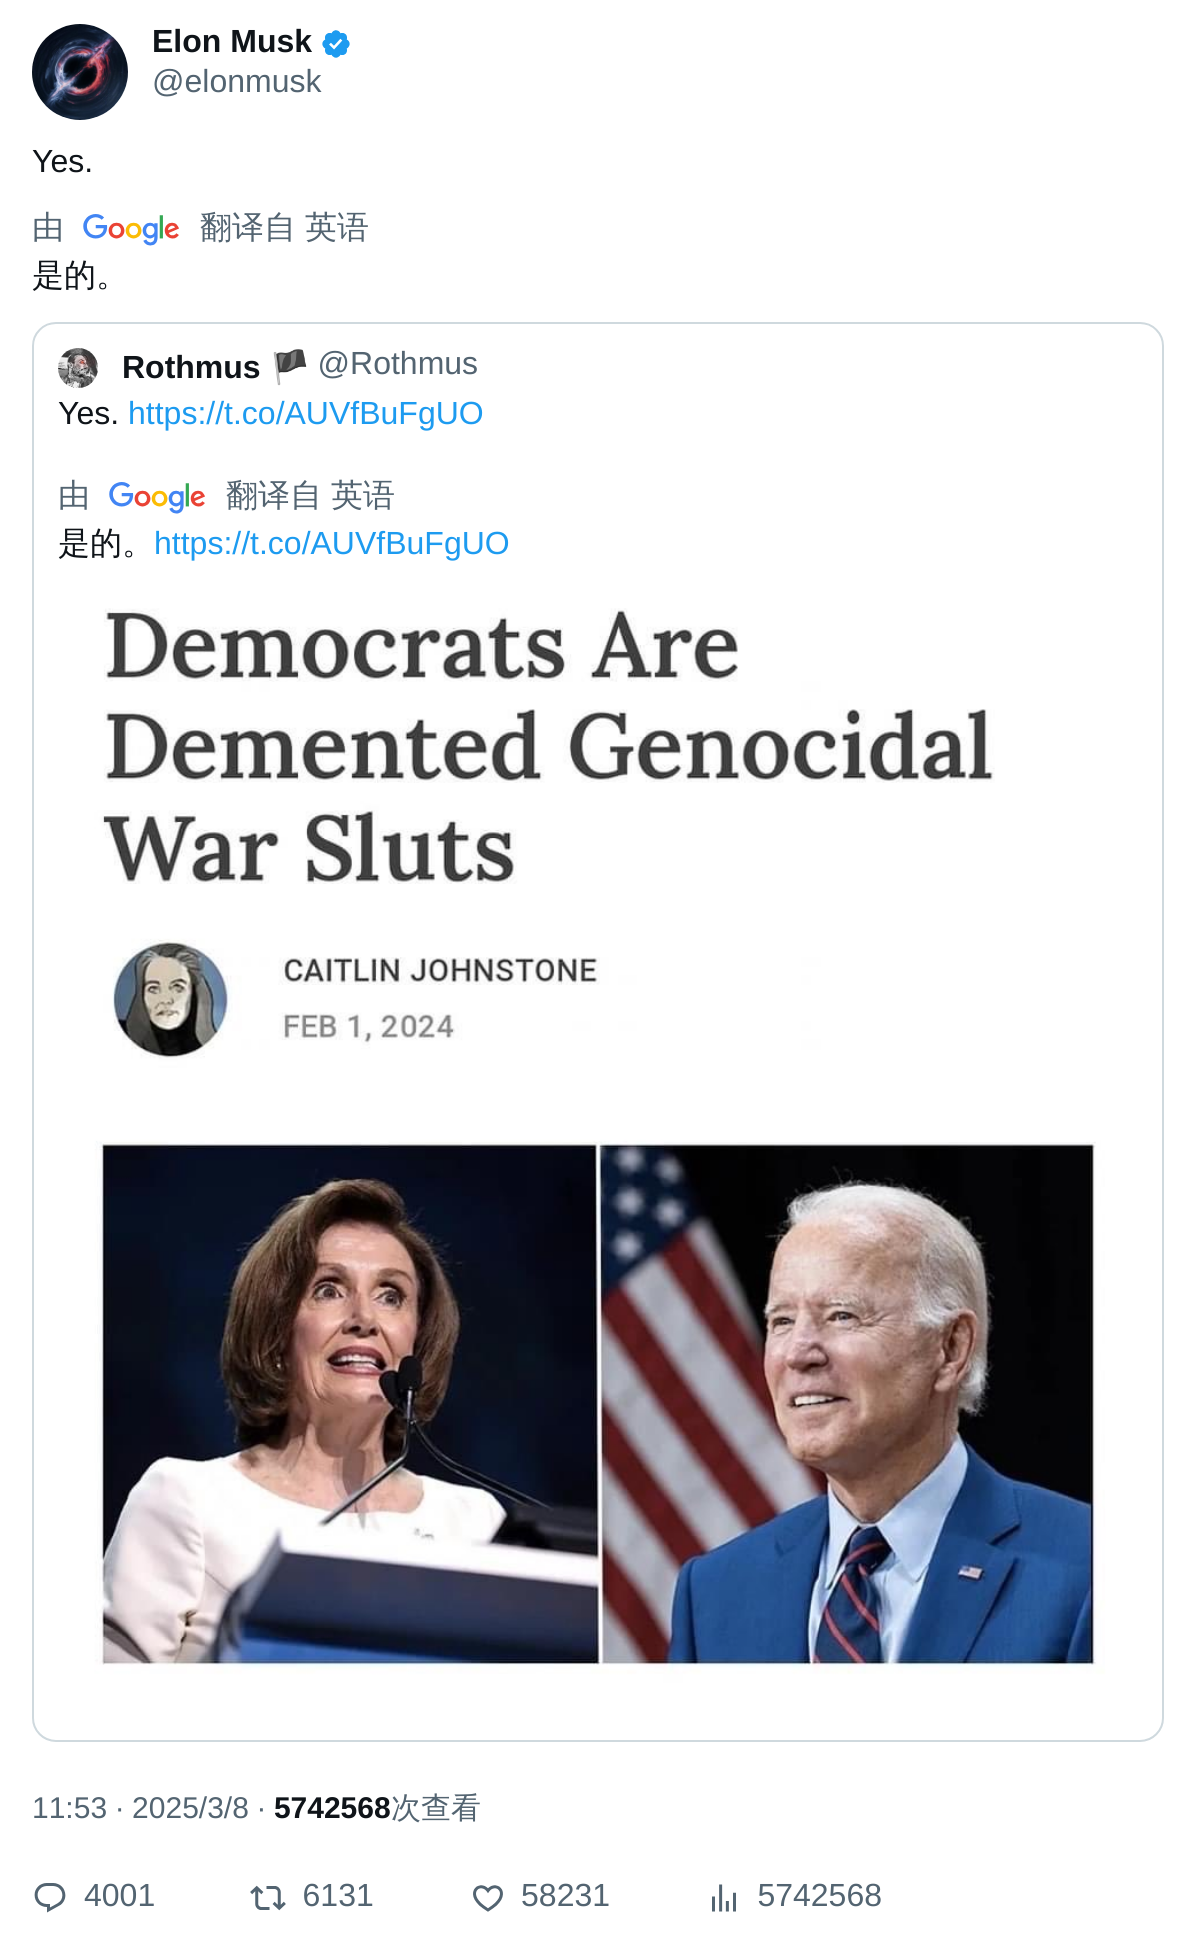 Elon Musk
@elonmusk
Yes.
由 Google 翻译自 英语
是的。
Rothmus 🏴 @Rothmus
Yes. https://t.co/AUVfBuFgUO
由 Google 翻译自 英语
是的。https://t.co/AUVfBuFgUO
Democrats Are
Demented Genocidal
War Sluts
CAITLIN JOHNSTONE
FEB 1, 2024
11:53 · 2025/3/8 · 5742568次查看
4001 6131 58231 5742568